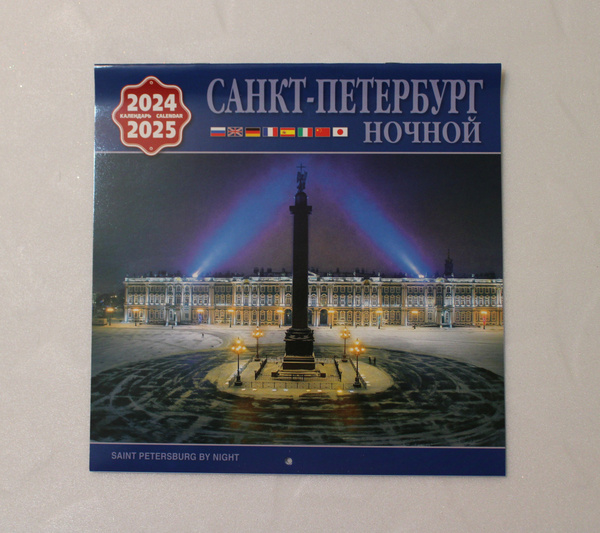 2024
КАЛЕНДАРЬ CALENDAR
2025
САНКТ-ПЕТЕРБУРГ
НОЧНОЙ
SAINT PETERSBURG BY NIGHT